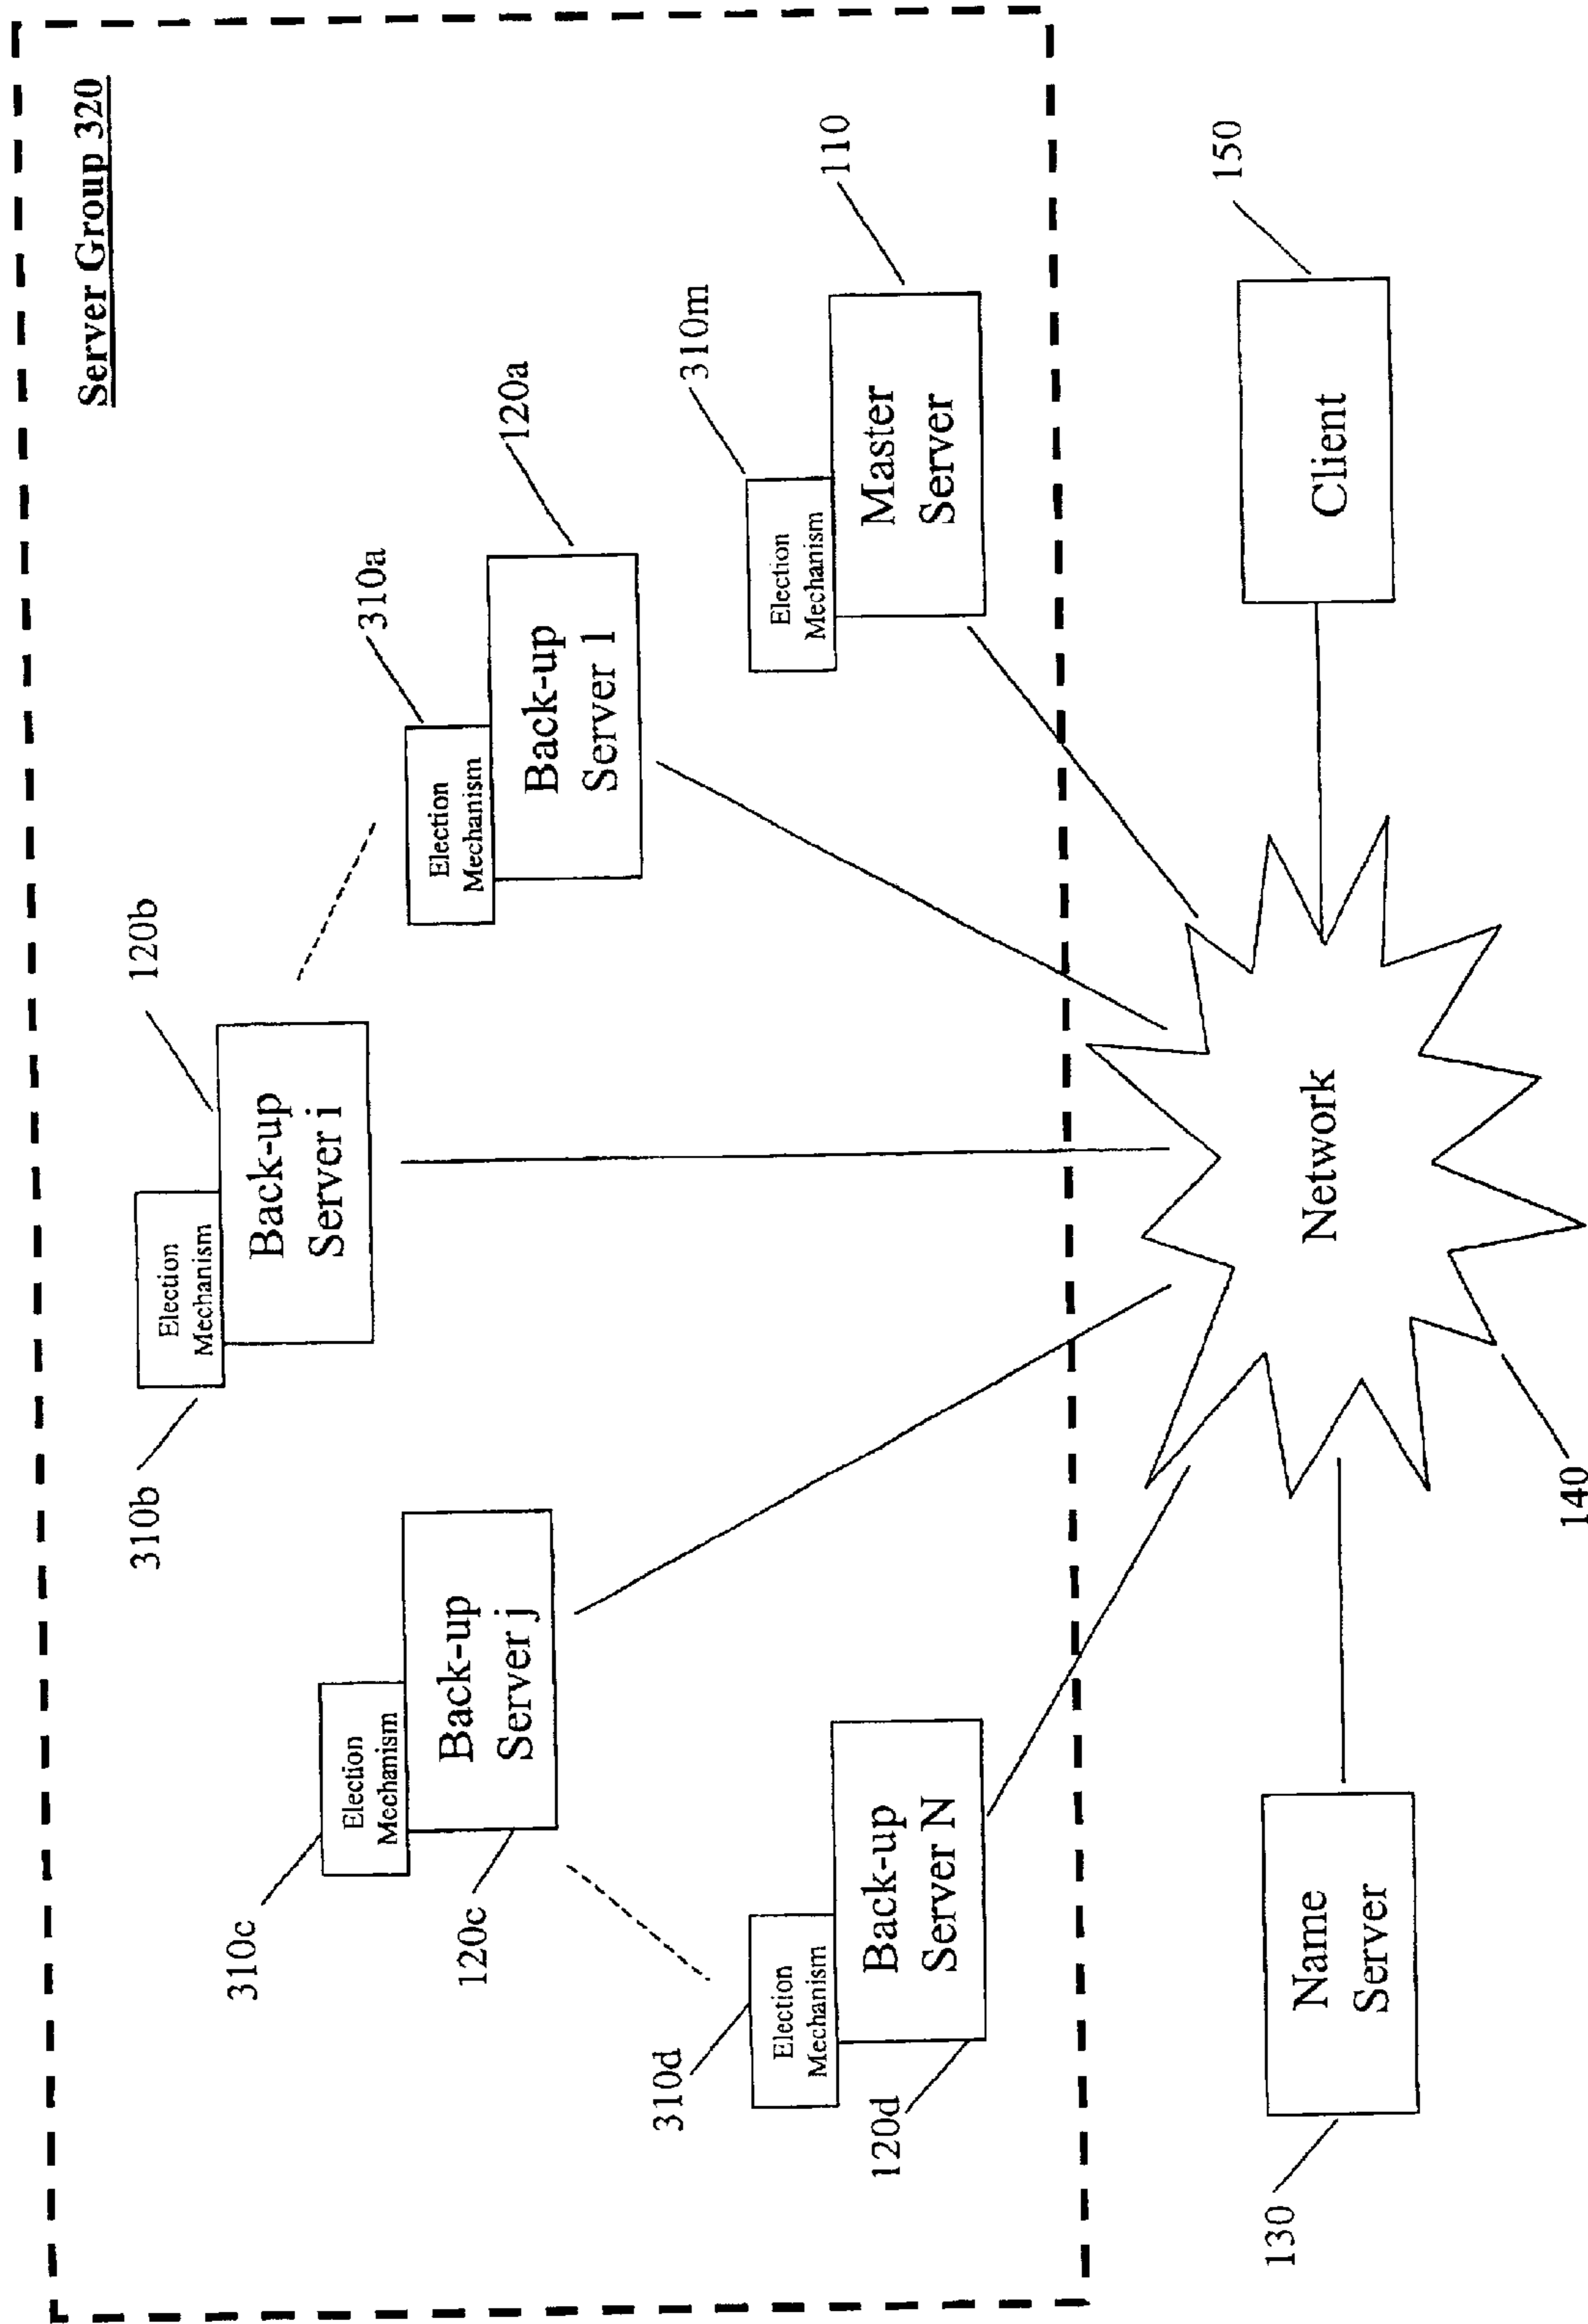 Server Group 320
120b
310b
Election
Mechanism
Back-up
Server i
310a
Election
Mechanism
Back-up
Server 1
120a
310c
Election
Mechanism
Back-up
Server j
120c
310m
Election
Mechanism
Master
Server
110
310d
Election
Mechanism
Back-up
Server N
120d
130
Name
Server
Network
140
Client
150